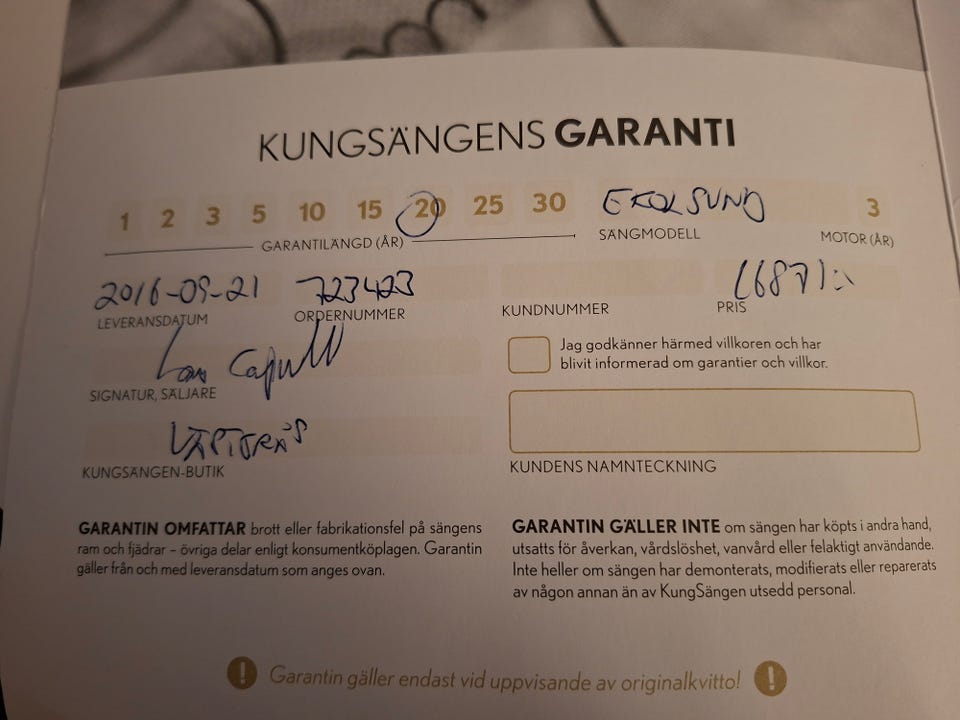 KUNGSÄNGENS GARANTI
1 2 3 5 10 15 20 25 30 EKOLSUND 3
GARANTILÄNGD (ÅR) SÄNGMODELL MOTOR (ÅR)
2016-09-21 723423
LEVERANSDATUM ORDERNUMMER KUNDNUMMER PRIS
Jag godkänner härmed villkoren och har
blivit informerad om garantier och villkor.
SIGNATUR, SÄLJARE
VÄSTERÅS
KUNGSÄNGEN-BUTIK
KUNDENS NAMNTECKNING
GARANTIN OMFATTAR brott eller fabrikationsfel på sängens
ram och fjädrar – övriga delar enligt konsumentköplagen. Garantin
gäller från och med leveransdatum som anges ovan.
GARANTIN GÄLLER INTE om sängen har köpts i andra hand,
utsatts för åverkan, vårdslöshet, vanvård eller felaktigt användande.
Inte heller om sängen har demonterats, modifierats eller reparerats
av någon annan än av KungSängen utsedd personal.
! Garantin gäller endast vid uppvisande av originalkvitto! !